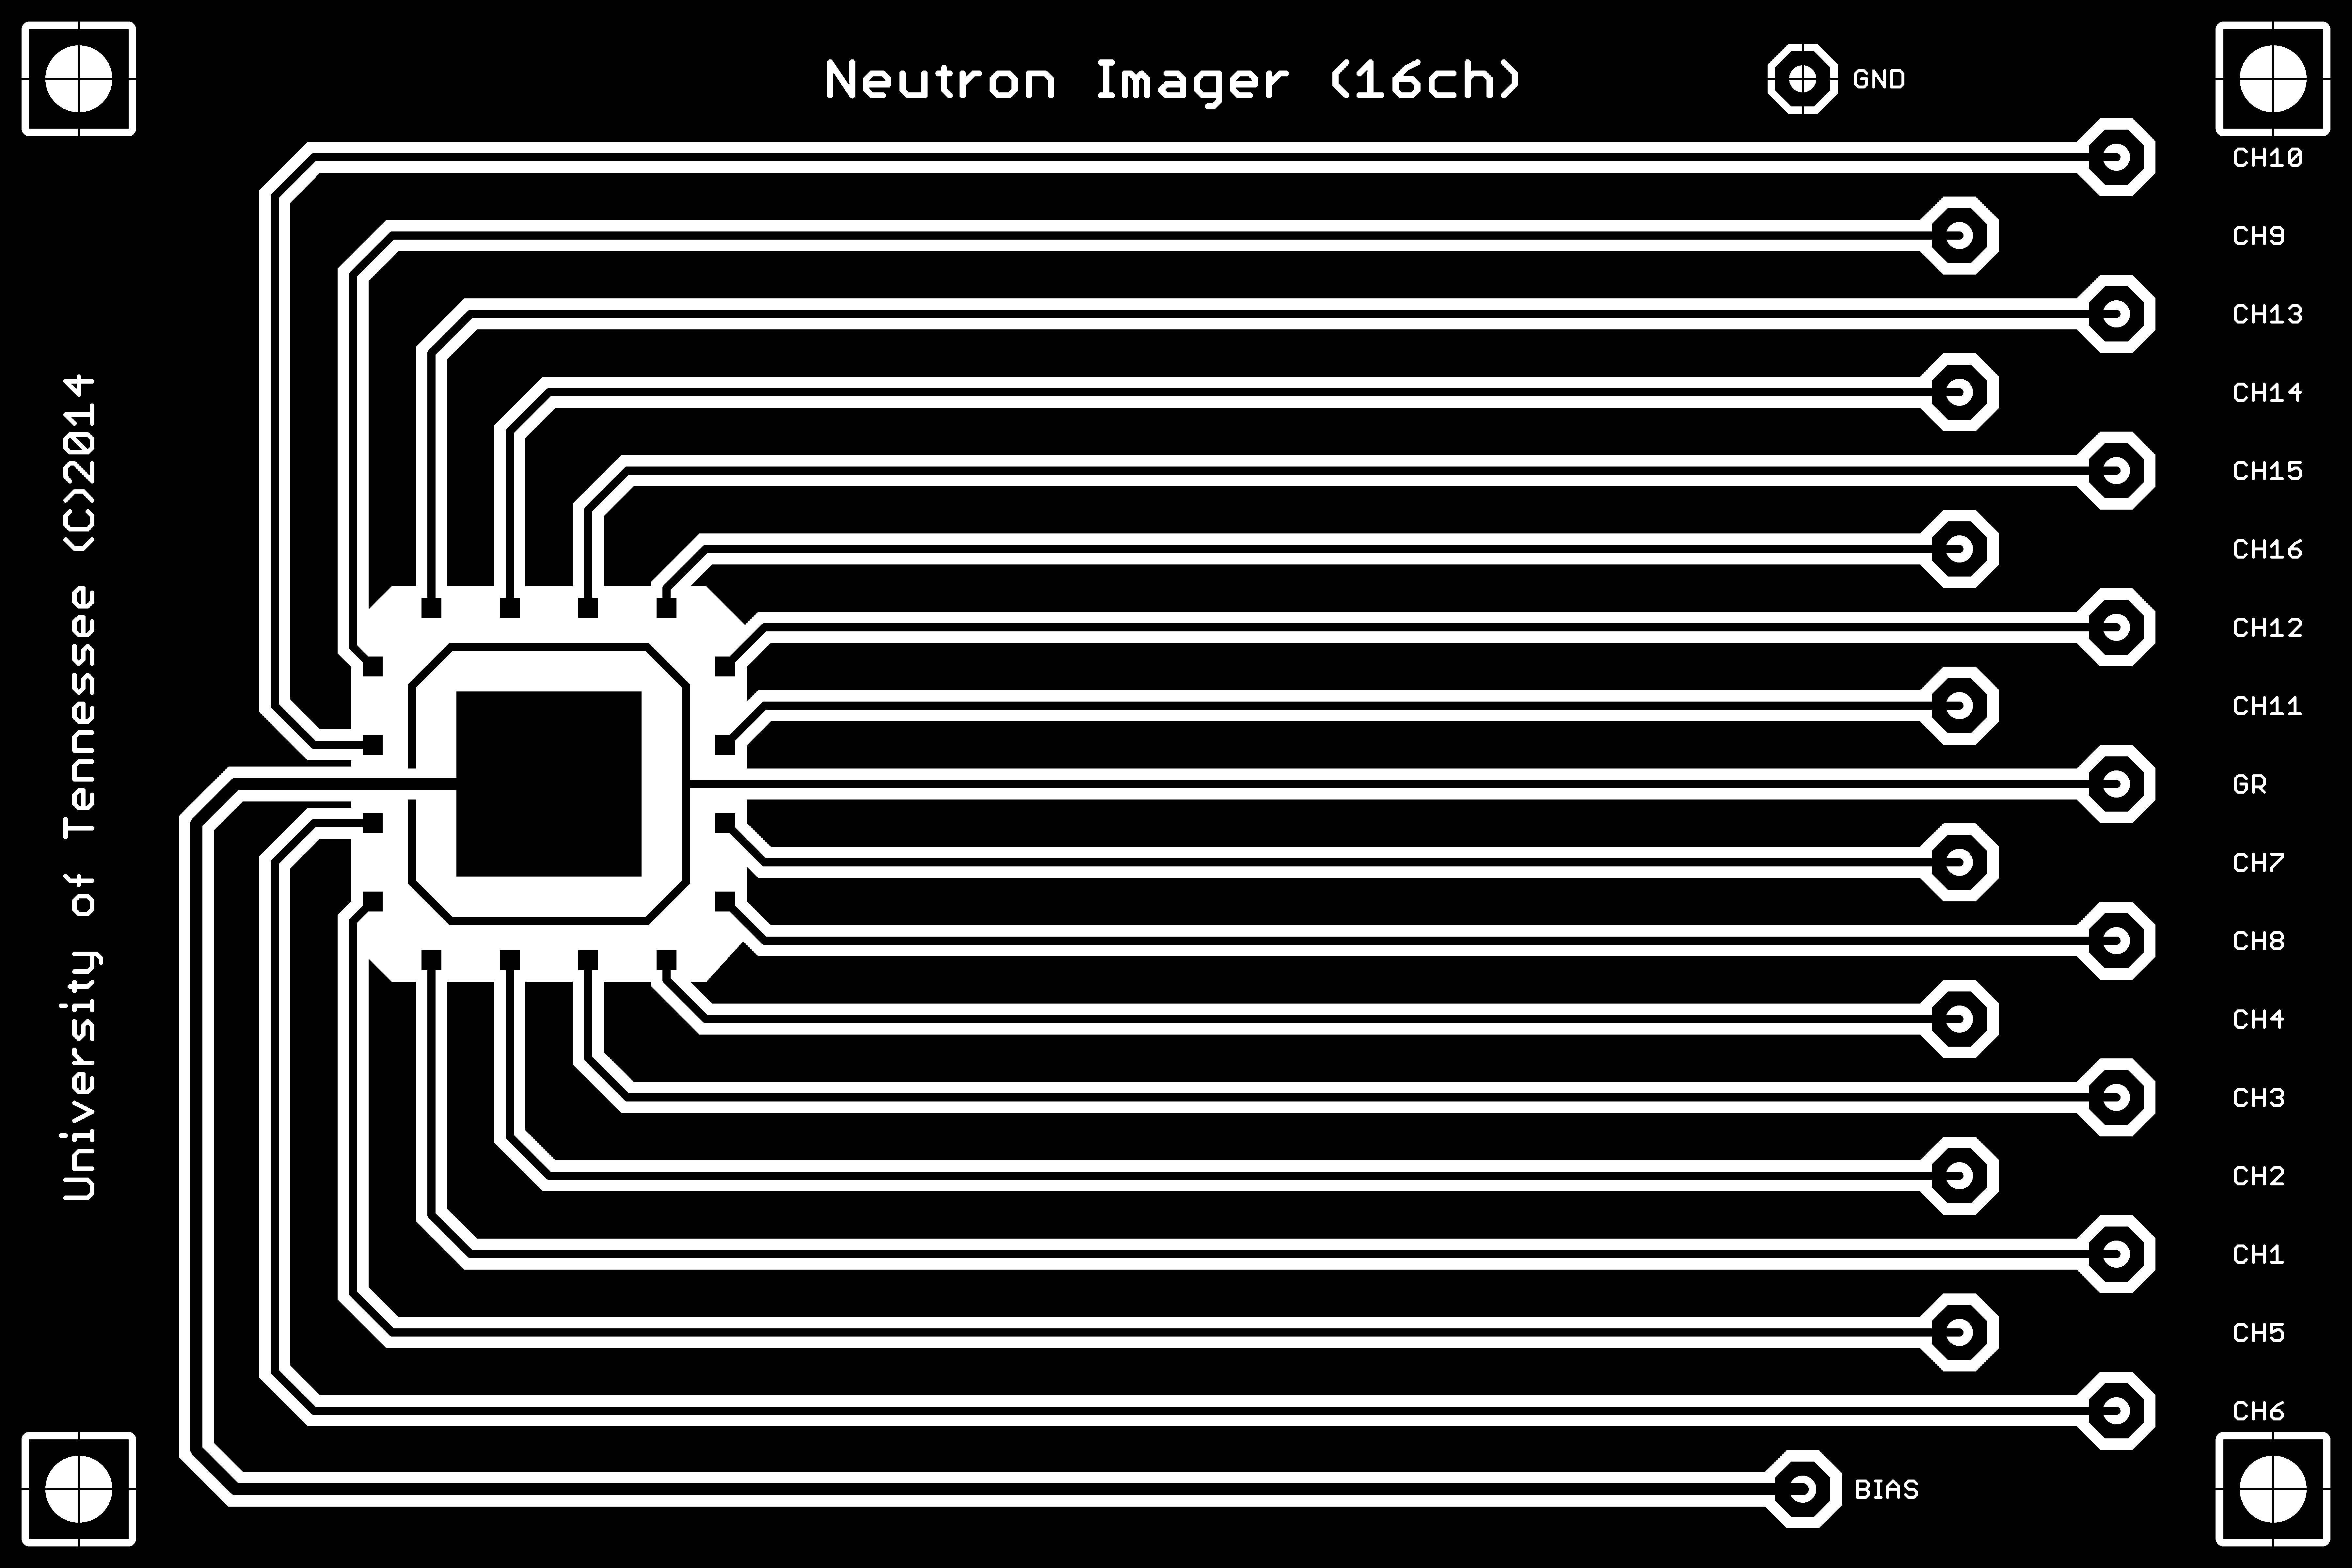 Neutron Imager (16ch)
GND
CH10
CH9
CH13
CH14
CH15
CH16
CH12
CH11
GR
CH7
CH8
CH4
CH3
CH2
CH1
CH5
CH6
BIAS
University of Tennessee (C)2014